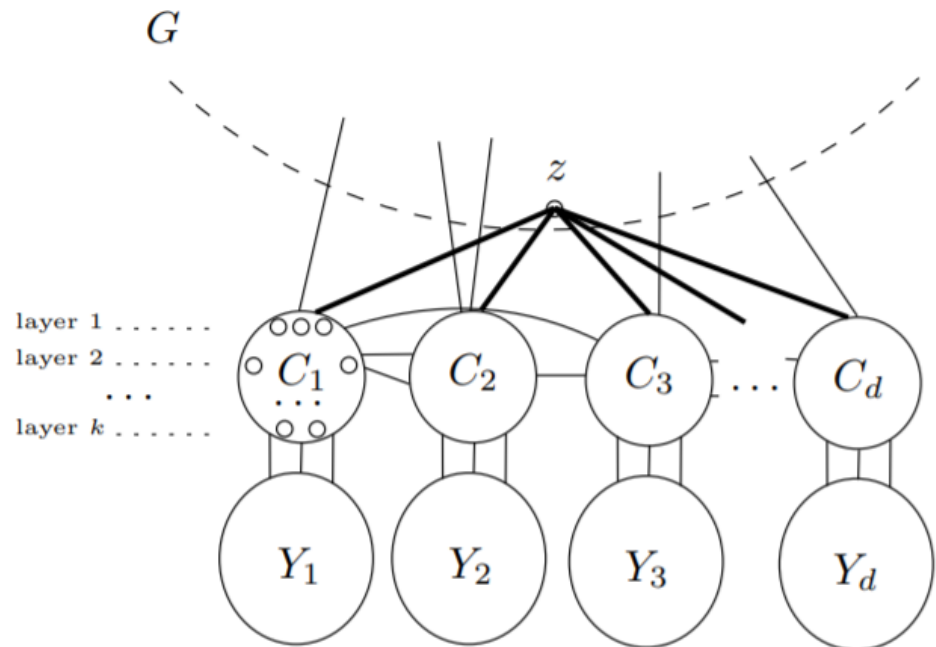 G
z
layer 1 . . . . . .
layer 2 . . . . . .
. . .
layer k . . . . . .
C1
. . .
C2
C3
. . .
Cd
Y1
Y2
Y3
Yd